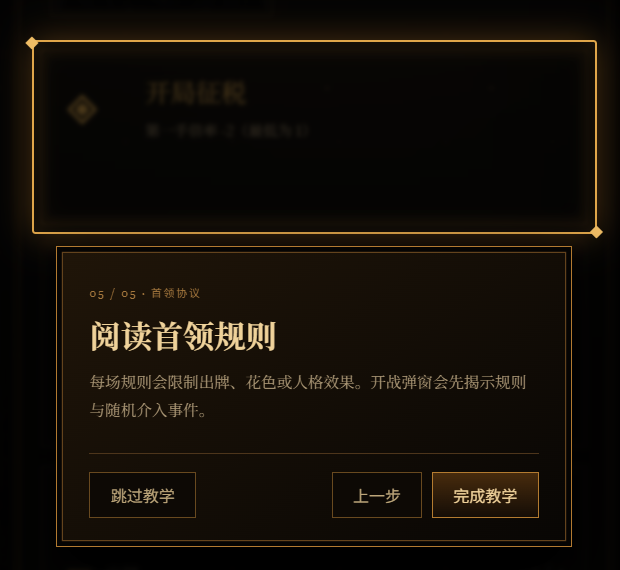 开局征税
05 / 05 · 首领协议
阅读首领规则
每场规则会限制出牌、花色或人格效果。开战弹窗会先揭示规则
与随机介入事件。
跳过教学
上一步
完成教学